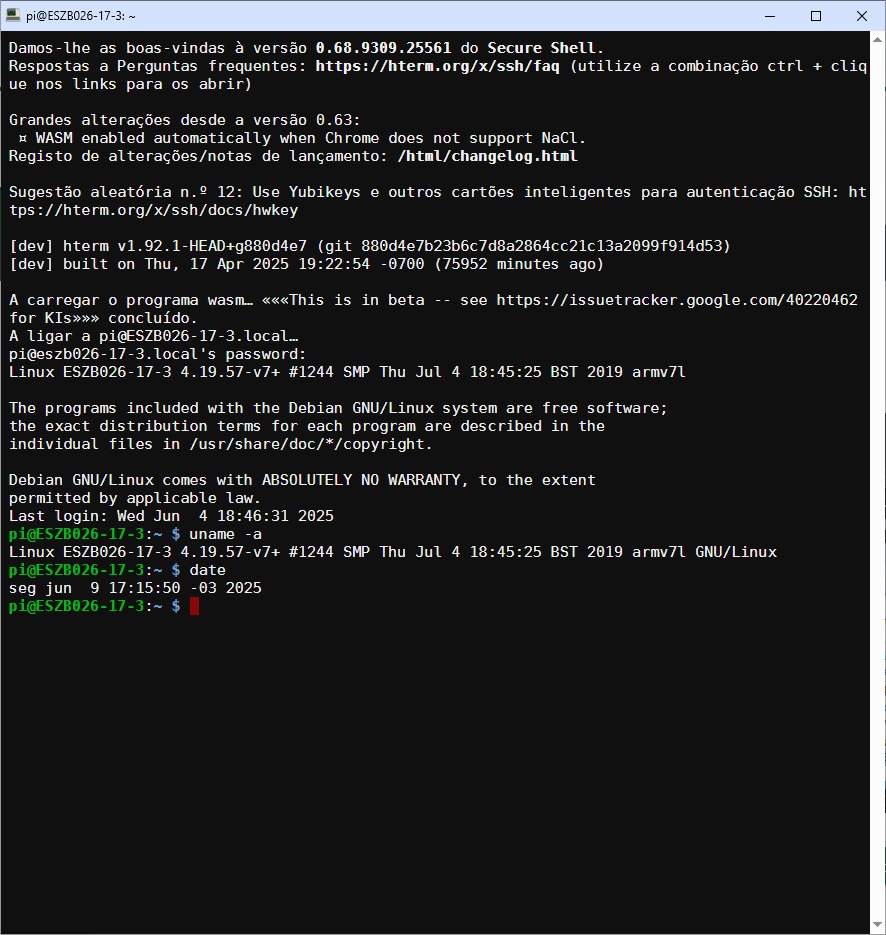 pi@ESZB026-17-3: ~
Damos-lhe as boas-vindas à versão 0.68.9309.25561 do Secure Shell.
Respostas a Perguntas frequentes: https://hterm.org/x/ssh/faq (utilize a combinação ctrl + cliq
ue nos links para os abrir)
Grandes alterações desde a versão 0.63:
¤ WASM enabled automatically when Chrome does not support NaCl.
Registo de alterações/notas de lançamento: /html/changelog.html
Sugestão aleatória n.º 12: Use Yubikeys e outros cartões inteligentes para autenticação SSH: ht
tps://hterm.org/x/ssh/docs/hwkey
[dev] hterm v1.92.1-HEAD+g880d4e7 (git 880d4e7b23b6c7d8a2864cc21c13a2099f914d53)
[dev] built on Thu, 17 Apr 2025 19:22:54 -0700 (75952 minutes ago)
A carregar o programa wasm… «««This is in beta -- see https://issuetracker.google.com/40220462
for KIs»»» concluído.
A ligar a pi@ESZB026-17-3.local…
pi@eszb026-17-3.local's password:
Linux ESZB026-17-3 4.19.57-v7+ #1244 SMP Thu Jul 4 18:45:25 BST 2019 armv7l
The programs included with the Debian GNU/Linux system are free software;
the exact distribution terms for each program are described in the
individual files in /usr/share/doc/*/copyright.
Debian GNU/Linux comes with ABSOLUTELY NO WARRANTY, to the extent
permitted by applicable law.
Last login: Wed Jun  4 18:46:31 2025
pi@ESZB026-17-3:~ $ uname -a
Linux ESZB026-17-3 4.19.57-v7+ #1244 SMP Thu Jul 4 18:45:25 BST 2019 armv7l GNU/Linux
pi@ESZB026-17-3:~ $ date
seg jun  9 17:15:50 -03 2025
pi@ESZB026-17-3:~ $